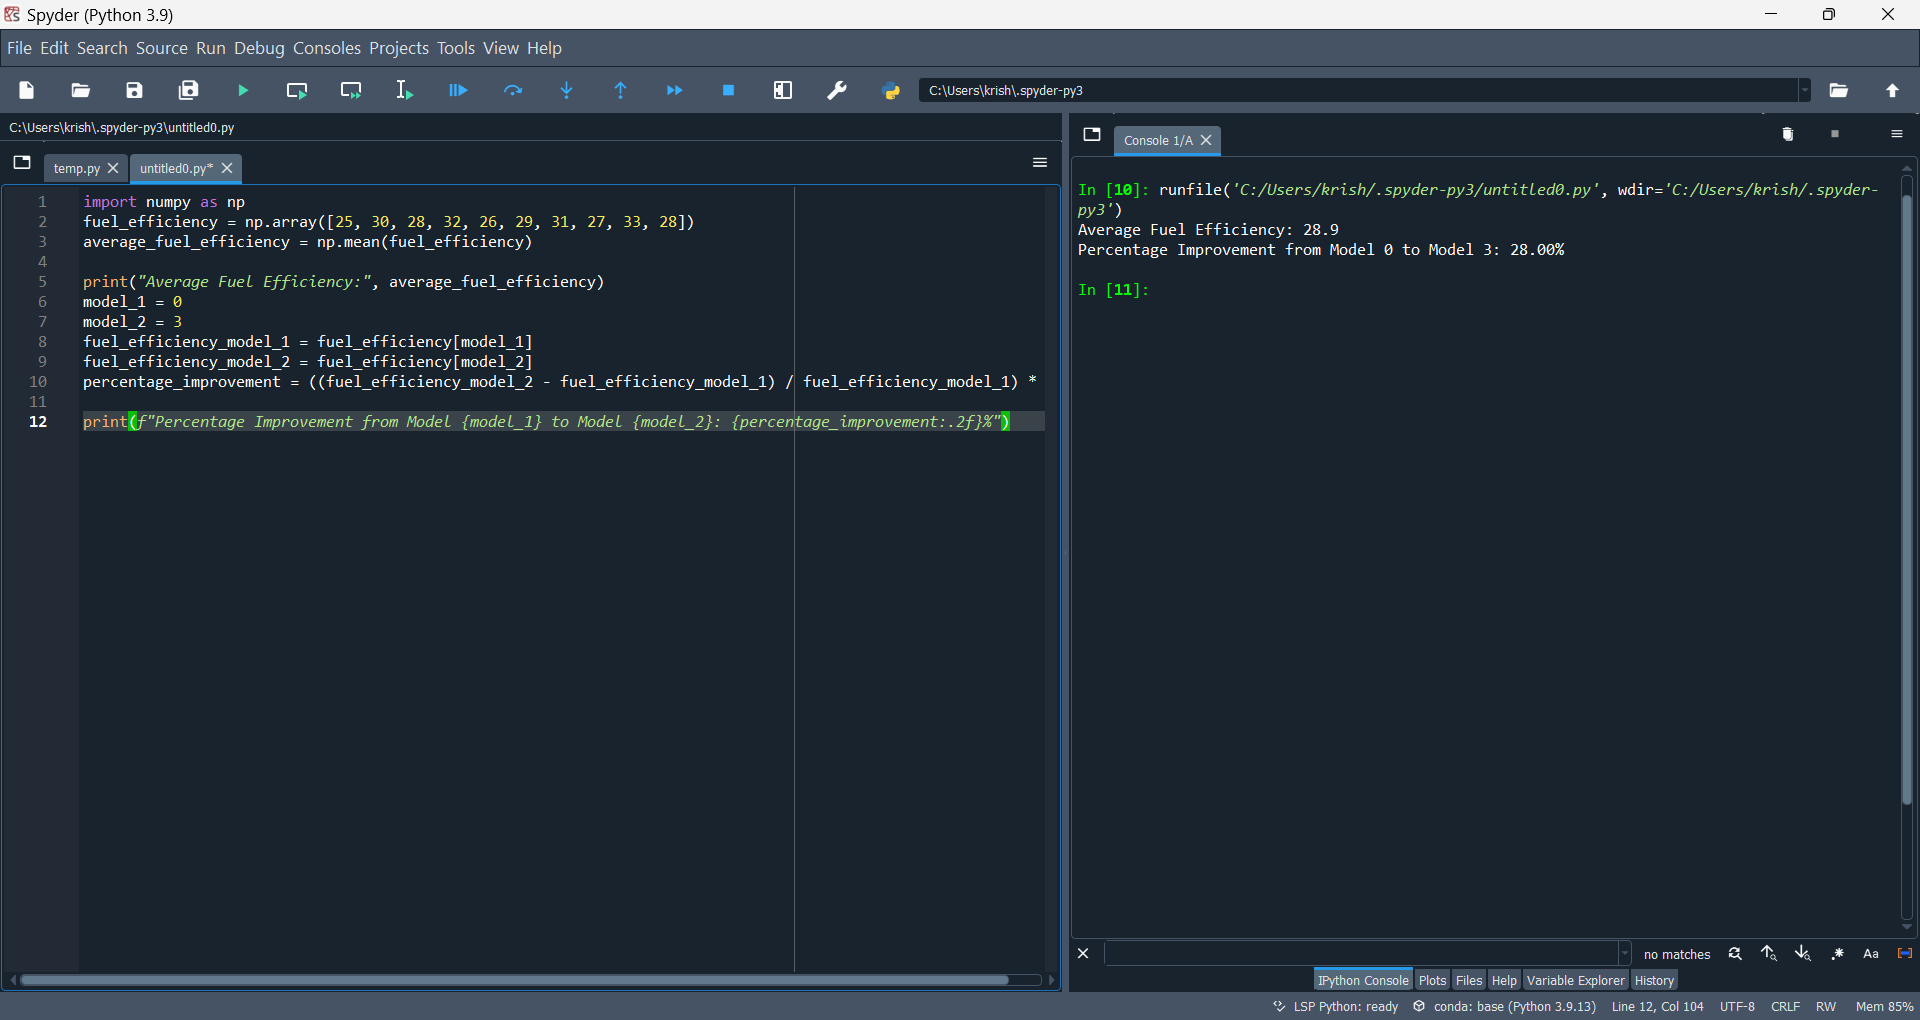 Spyder (Python 3.9)
File Edit Search Source Run Debug Consoles Projects Tools View Help
C:\Users\krish\.spyder-py3
C:\Users\krish\.spyder-py3\untitled0.py
temp.py
untitled0.py*
1 import numpy as np
2 fuel_efficiency = np.array([25, 30, 28, 32, 26, 29, 31, 27, 33, 28])
3 average_fuel_efficiency = np.mean(fuel_efficiency)
4
5 print("Average Fuel Efficiency:", average_fuel_efficiency)
6 model_1 = 0
7 model_2 = 3
8 fuel_efficiency_model_1 = fuel_efficiency[model_1]
9 fuel_efficiency_model_2 = fuel_efficiency[model_2]
10 percentage_improvement = ((fuel_efficiency_model_2 - fuel_efficiency_model_1) / fuel_efficiency_model_1) *
11
12 print(f"Percentage Improvement from Model {model_1} to Model {model_2}: {percentage_improvement:.2f}%")
Console 1/A
In [10]: runfile('C:/Users/krish/.spyder-py3/untitled0.py', wdir='C:/Users/krish/.spyder-
py3')
Average Fuel Efficiency: 28.9
Percentage Improvement from Model 0 to Model 3: 28.00%
In [11]:
no matches
Aa
IPython Console Plots Files Help Variable Explorer History
LSP Python: ready conda: base (Python 3.9.13) Line 12, Col 104 UTF-8 CRLF RW Mem 85%